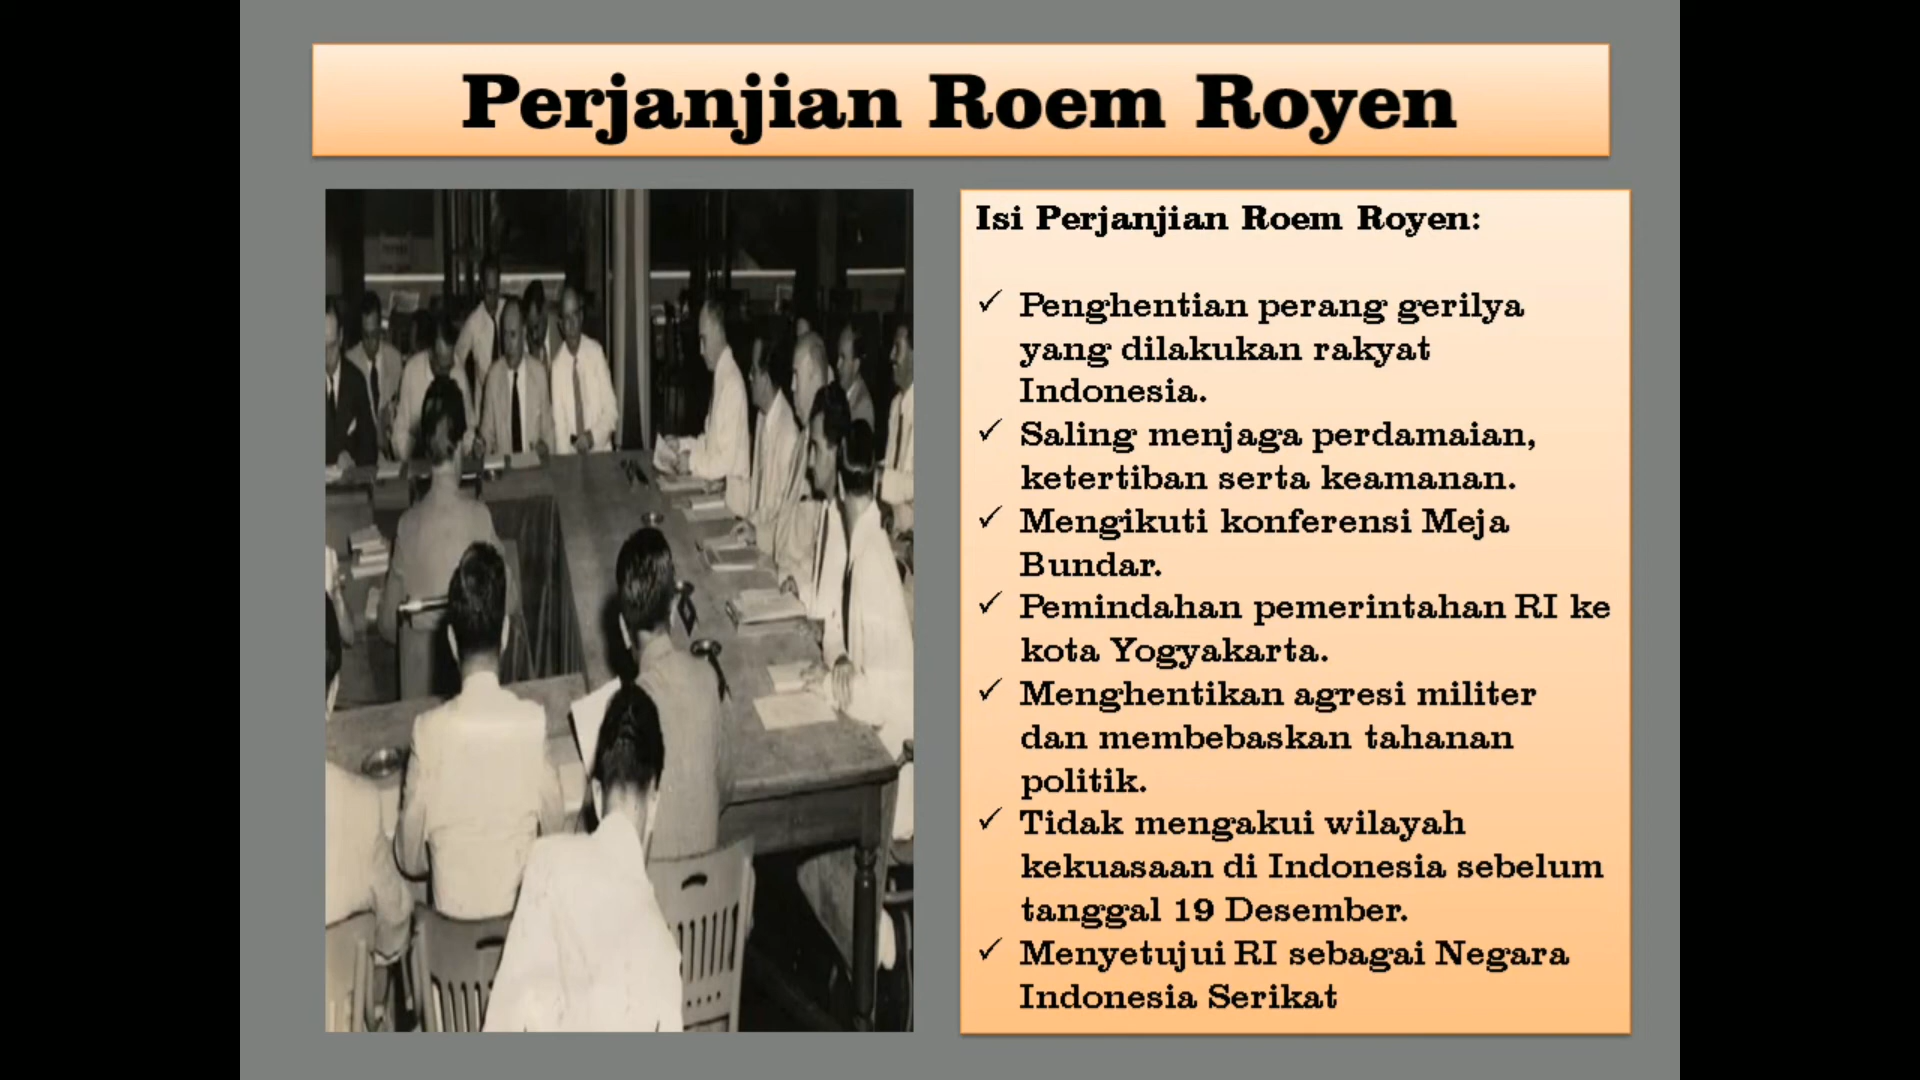 Perjanjian Roem Royen
Isi Perjanjian Roem Royen:
✓ Penghentian perang gerilya
yang dilakukan rakyat
Indonesia.
✓ Saling menjaga perdamaian,
ketertiban serta keamanan.
✓ Mengikuti konferensi Meja
Bundar.
✓ Pemindahan pemerintahan RI ke
kota Yogyakarta.
✓ Menghentikan agresi militer
dan membebaskan tahanan
politik.
✓ Tidak mengakui wilayah
kekuasaan di Indonesia sebelum
tanggal 19 Desember.
✓ Menyetujui RI sebagai Negara
Indonesia Serikat